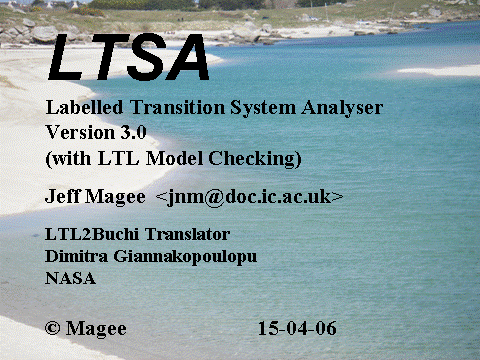 LTSA
Labelled Transition System Analyser
Version 3.0
(with LTL Model Checking)
Jeff Magee <jnm@doc.ic.ac.uk>
LTL2Buchi Translator
Dimitra Giannakopoulopu
NASA
© Magee 15-04-06